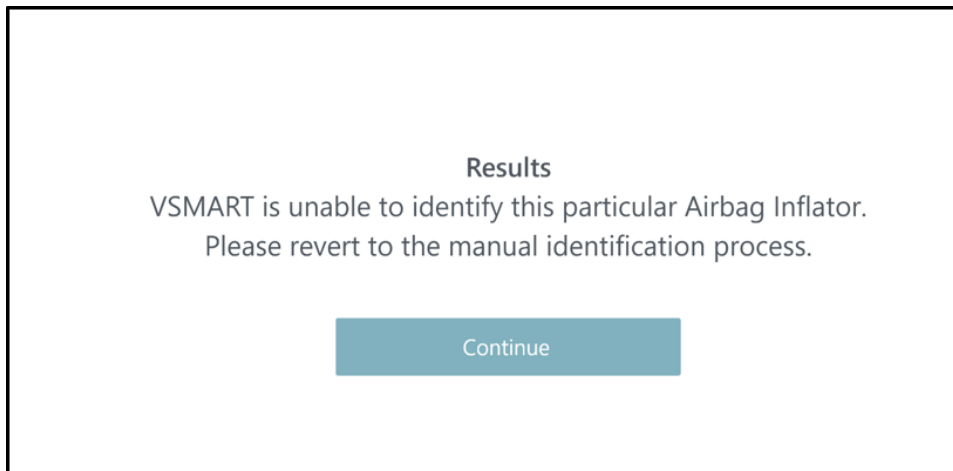 Results
VSMART is unable to identify this particular Airbag Inflator.
Please revert to the manual identification process.
Continue